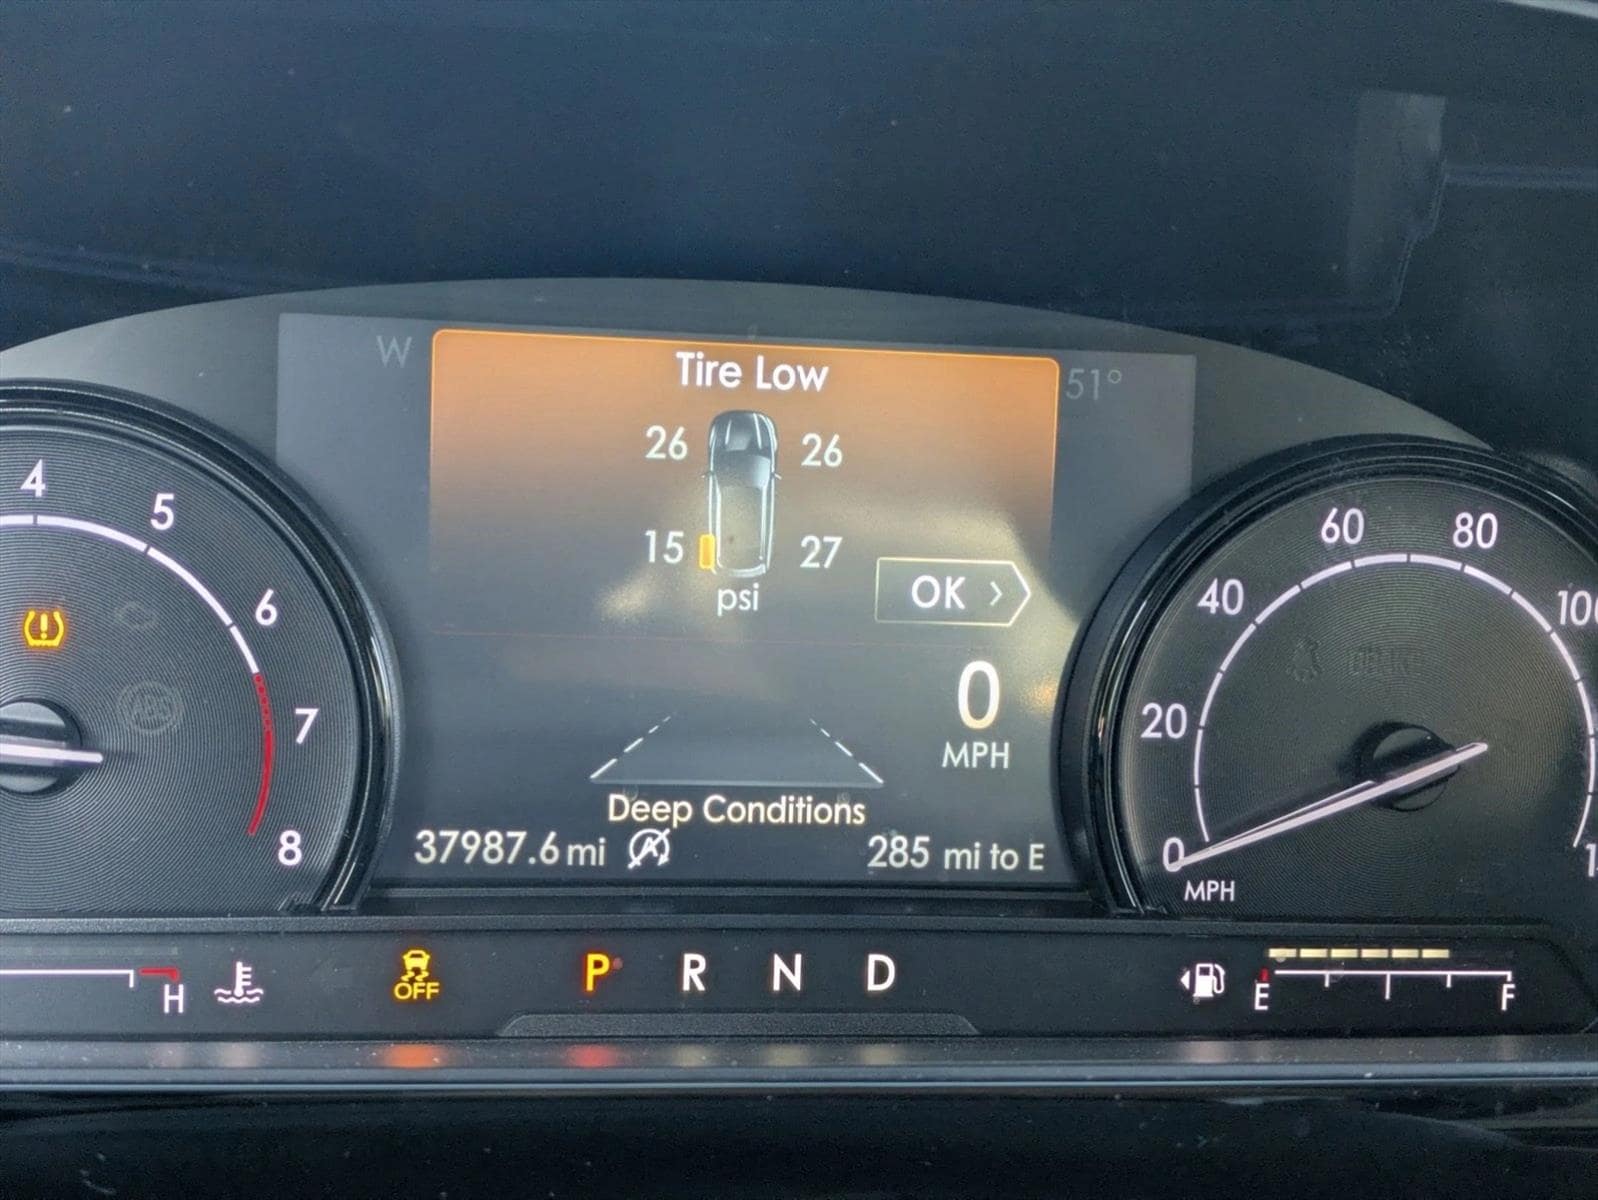 W
Tire Low
51°
26
26
15
27
psi
OK
0
MPH
Deep Conditions
37987.6 mi
A
285 mi to E
4
5
6
7
8
!
ABS
0
20
40
60
80
MPH
H
OFF
P R N D
E
F